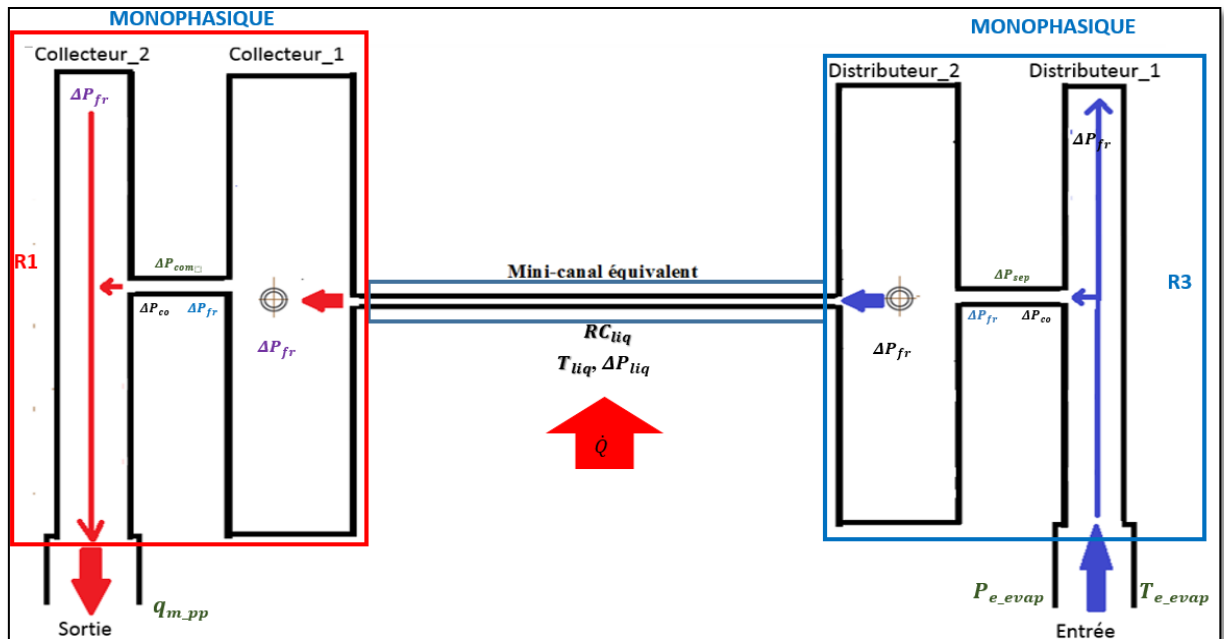 MONOPHASIQUE
MONOPHASIQUE
Collecteur_2
Collecteur_1
Distributeur_2
Distributeur_1
ΔP_fr
ΔP_fr
R1
ΔP_com
ΔP_co ΔP_fr
ΔP_fr
Mini-canal équivalent
RC_liq
T_liq, ΔP_liq
Q̇
ΔP_sep
ΔP_fr ΔP_co
ΔP_fr
R3
q_m_pp
Sortie
P_e_evap
T_e_evap
Entrée